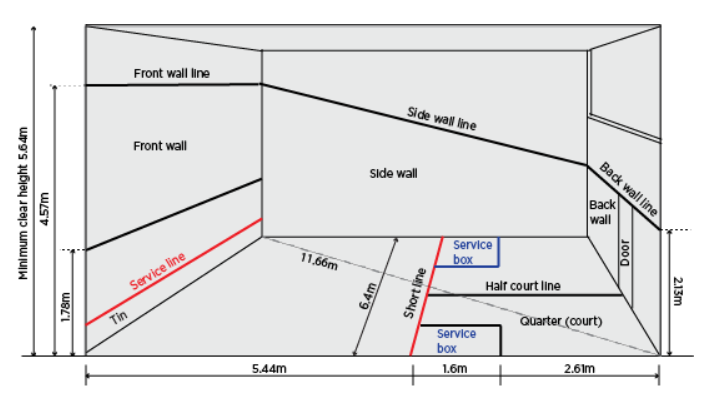 Minimum clear height 5.64m
4.57m
1.78m
Front wall line
Front wall
Service line
Tin
Side wall line
Side wall
Back wall line
Back
wall
Door
2.13m
11.66m
6.4m
Short line
Service
box
Half court line
Quarter (court)
Service
box
5.44m
1.6m
2.61m